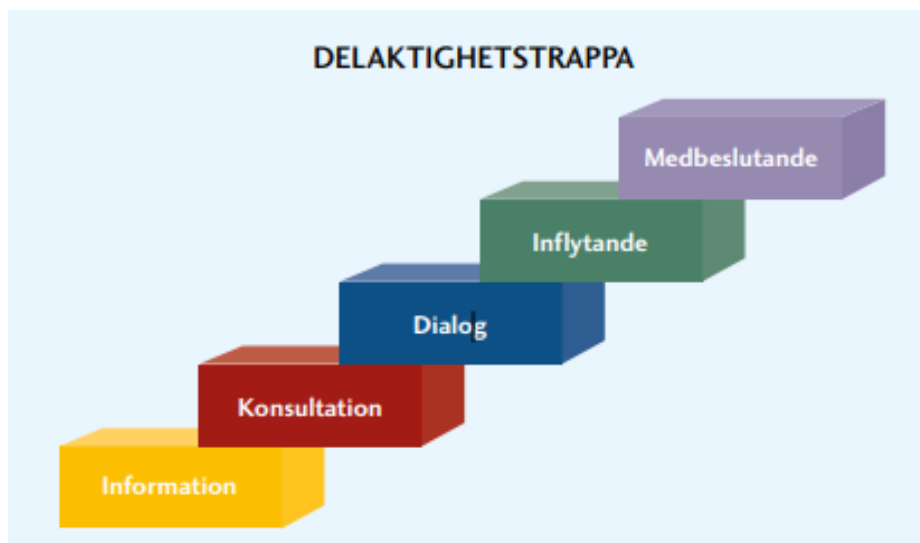 DELAKTIGHETSTRAPPA
Medbeslutande
Inflytande
Dialog
Konsultation
Information